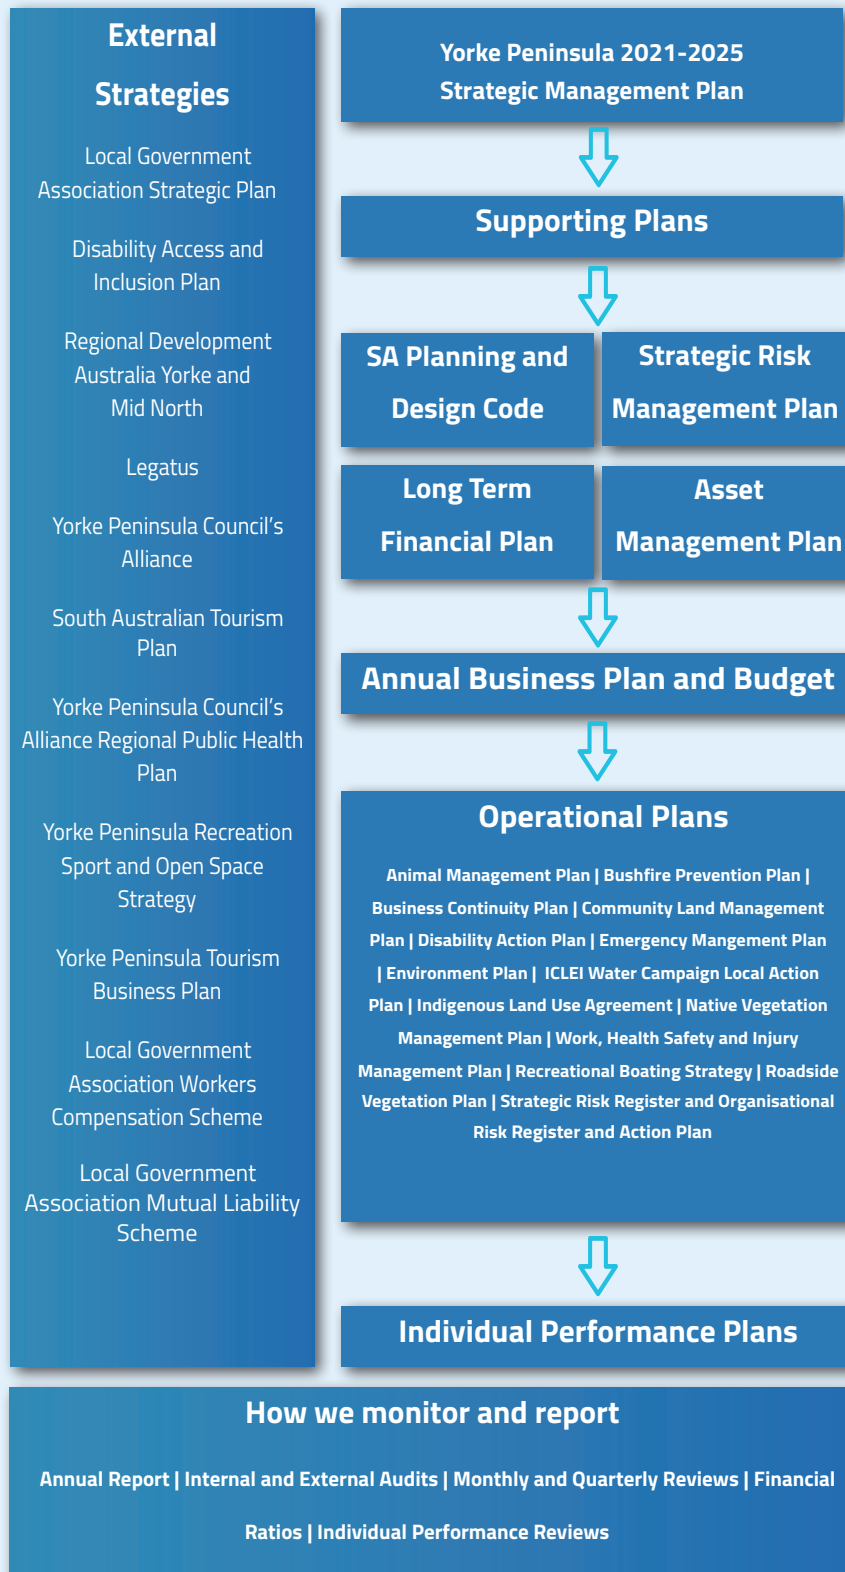 External
Strategies
Local Government
Association Strategic Plan
Disability Access and
Inclusion Plan
Regional Development
Australia Yorke and
Mid North
Legatus
Yorke Peninsula Council’s
Alliance
South Australian Tourism
Plan
Yorke Peninsula Council’s
Alliance Regional Public Health
Plan
Yorke Peninsula Recreation
Sport and Open Space
Strategy
Yorke Peninsula Tourism
Business Plan
Local Government
Association Workers
Compensation Scheme
Local Government
Association Mutual Liability
Scheme
Yorke Peninsula 2021-2025
Strategic Management Plan
Supporting Plans
SA Planning and
Design Code
Strategic Risk
Management Plan
Long Term
Financial Plan
Asset
Management Plan
Annual Business Plan and Budget
Operational Plans
Animal Management Plan | Bushfire Prevention Plan |
Business Continuity Plan | Community Land Management
Plan | Disability Action Plan | Emergency Mangement Plan
| Environment Plan | ICLEI Water Campaign Local Action
Plan | Indigenous Land Use Agreement | Native Vegetation
Management Plan | Work, Health Safety and Injury
Management Plan | Recreational Boating Strategy | Roadside
Vegetation Plan | Strategic Risk Register and Organisational
Risk Register and Action Plan
Individual Performance Plans
How we monitor and report
Annual Report | Internal and External Audits | Monthly and Quarterly Reviews | Financial
Ratios | Individual Performance Reviews